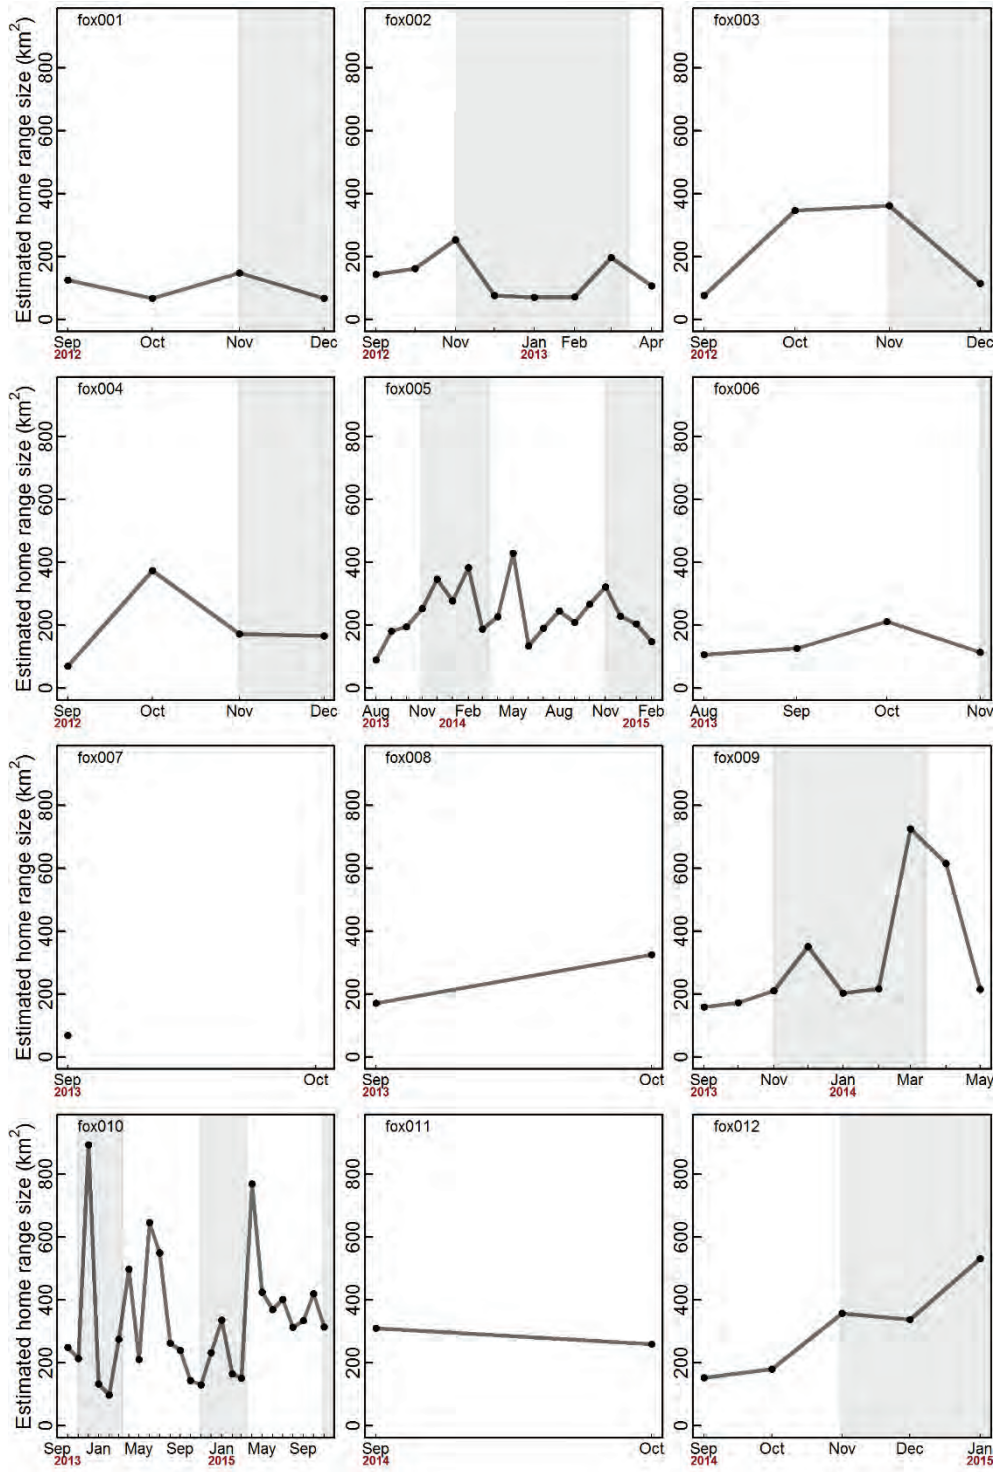 fox001
fox002
fox003
Estimated home range size (km²)
0 200 400 600 800
0 200 400 600 800
0 200 400 600 800
Sep Oct Nov Dec
2012
Sep Nov Jan Feb Apr
2012 2013
Sep Oct Nov Dec
2012
fox004
fox005
fox006
Estimated home range size (km²)
0 200 400 600 800
0 200 400 600 800
0 200 400 600 800
Sep Oct Nov Dec
2012
Aug Nov Feb May Aug Nov Feb
2013 2014 2015
Aug Sep Oct Nov
2013
fox007
fox008
fox009
Estimated home range size (km²)
0 200 400 600 800
0 200 400 600 800
0 200 400 600 800
Sep Oct
2013
Sep Oct
2013
Sep Nov Jan Mar May
2013 2014
fox010
fox011
fox012
Estimated home range size (km²)
0 200 400 600 800
0 200 400 600 800
0 200 400 600 800
Sep Jan May Sep Jan May Sep
2013 2015
Sep Oct
2014
Sep Oct Nov Dec Jan
2014 2015